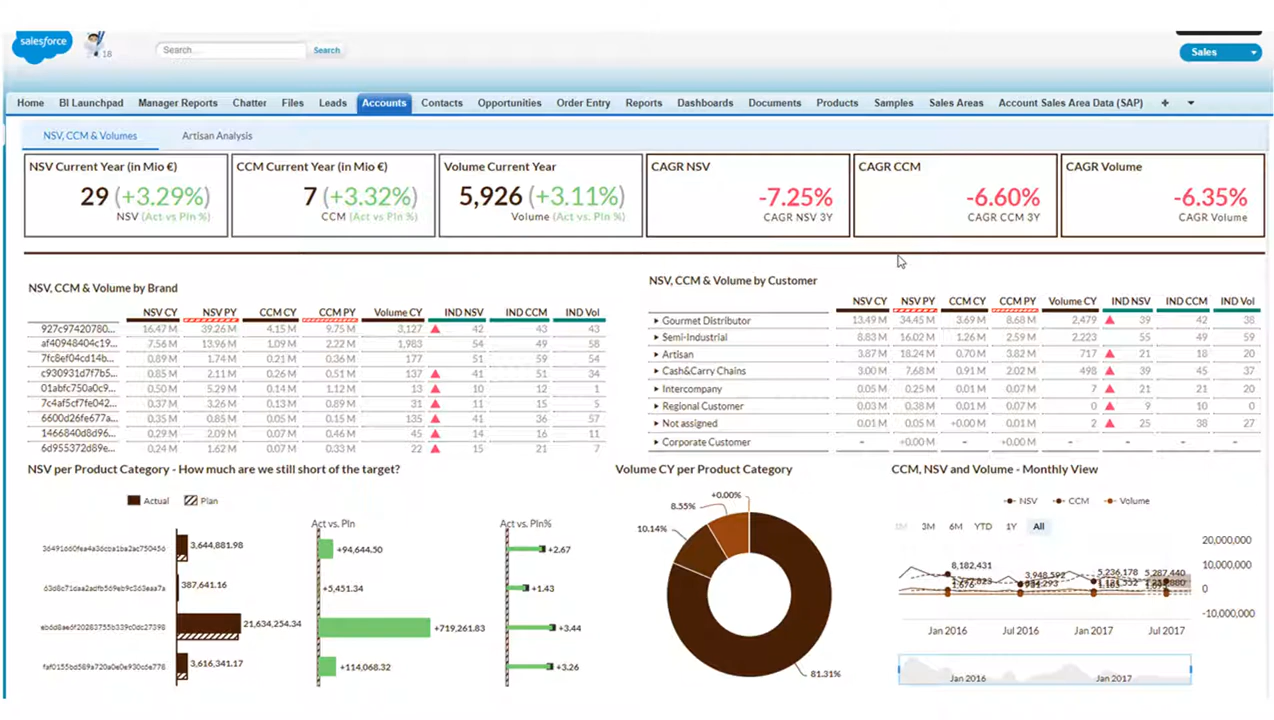 salesforce
18
Search...
Search
Sales
Home BI Launchpad Manager Reports Chatter Files Leads Accounts Contacts Opportunities Order Entry Reports Dashboards Documents Products Samples Sales Areas Account Sales Area Data (SAP) +
NSV, CCM & Volumes Artisan Analysis
NSV Current Year (in Mio €)
29 (+3.29%)
NSV (Act vs Pln %)
CCM Current Year (in Mio €)
7 (+3.32%)
CCM (Act vs Pln %)
Volume Current Year
5,926 (+3.11%)
Volume (Act vs. Pln %)
CAGR NSV
-7.25%
CAGR NSV 3Y
CAGR CCM
-6.60%
CAGR CCM 3Y
CAGR Volume
-6.35%
CAGR Volume
NSV, CCM & Volume by Brand
NSV CY NSV PY CCM CY CCM PY Volume CY IND NSV IND CCM IND Vol
927c97420780... 16.47 M 39.26 M 4.15 M 9.75 M 3,127 42 43 43
af40948404c19... 7.56 M 13.96 M 1.09 M 2.22 M 1,983 54 49 58
7fc8ef04cd14b... 0.89 M 1.74 M 0.21 M 0.36 M 177 51 59 54
c930931d7f7b5... 0.85 M 2.11 M 0.26 M 0.51 M 137 41 51 34
01abfc750a0c9... 0.50 M 5.29 M 0.14 M 1.12 M 13 10 12 1
7c4af5cf7fe042... 0.37 M 3.26 M 0.13 M 0.89 M 31 11 15 5
6600d26fe677a... 0.35 M 0.85 M 0.05 M 0.15 M 135 41 36 57
1466840d8d96... 0.29 M 2.09 M 0.07 M 0.46 M 45 14 16 11
6d955372d89e... 0.24 M 1.62 M 0.07 M 0.33 M 22 15 21 7
NSV, CCM & Volume by Customer
NSV CY NSV PY CCM CY CCM PY Volume CY IND NSV IND CCM IND Vol
Gourmet Distributor 13.49 M 34.45 M 3.69 M 8.68 M 2,479 39 42 38
Semi-Industrial 8.83 M 16.02 M 1.26 M 2.59 M 2,223 55 49 59
Artisan 3.87 M 18.24 M 0.70 M 3.82 M 717 21 18 20
Cash&Carry Chains 3.00 M 7.68 M 0.91 M 2.02 M 498 39 45 37
Intercompany 0.05 M 0.25 M 0.01 M 0.07 M 7 21 21 20
Regional Customer 0.03 M 0.38 M 0.01 M 0.07 M 0 9 10 0
Not assigned 0.01 M 0.05 M +0.00 M 0.01 M 2 25 38 27
Corporate Customer - +0.00 M - +0.00 M - - - -
NSV per Product Category - How much are we still short of the target?
Actual Plan
Act vs. Pln
Act vs. Pln%
3,644,881.98 +94,644.50 +2.67
387,641.16 +5,451.34 +1.43
21,634,254.34 +719,261.83 +3.44
3,616,341.17 +114,068.32 +3.26
Volume CY per Product Category
+0.00%
8.55%
10.14%
81.31%
CCM, NSV and Volume - Monthly View
NSV CCM Volume
1M 3M 6M YTD 1Y All
20,000,000
10,000,000
0
-10,000,000
8,182,431
3,948,592
5,236,178
5,287,440
1,676
Jan 2016 Jul 2016 Jan 2017 Jul 2017
Jan 2016 Jan 2017